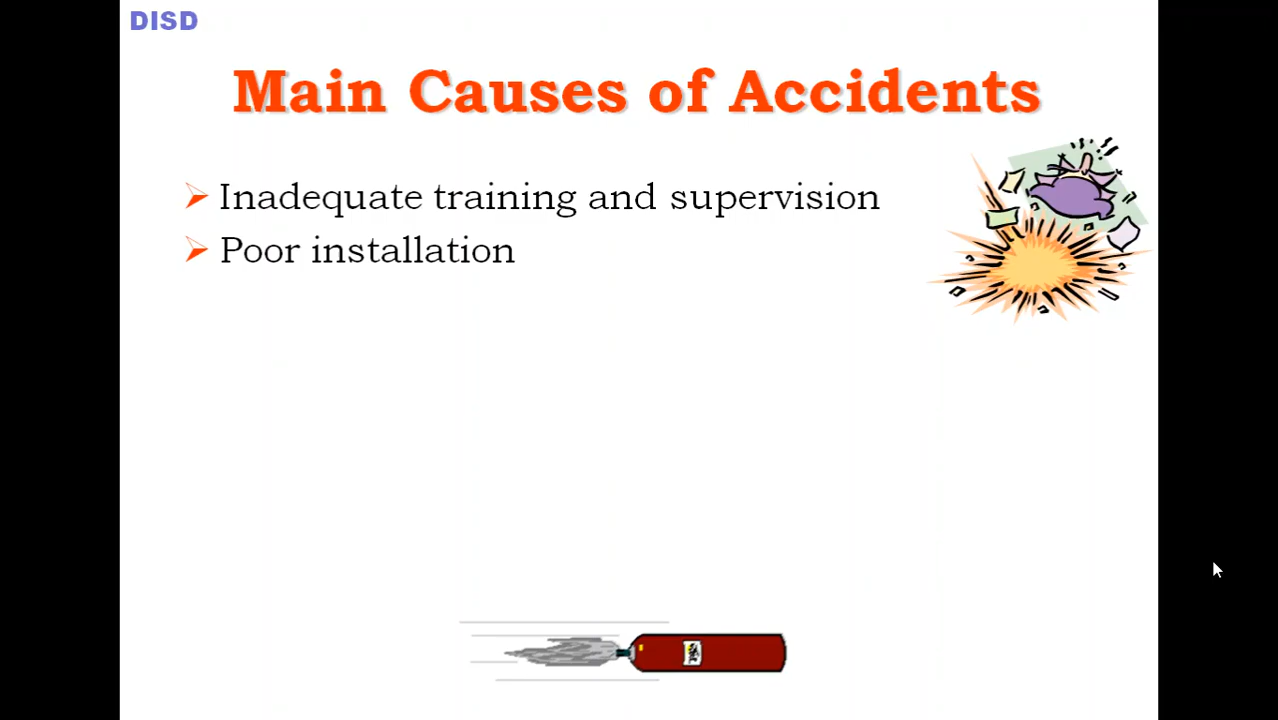 DISD
Main Causes of Accidents
Inadequate training and supervision
Poor installation